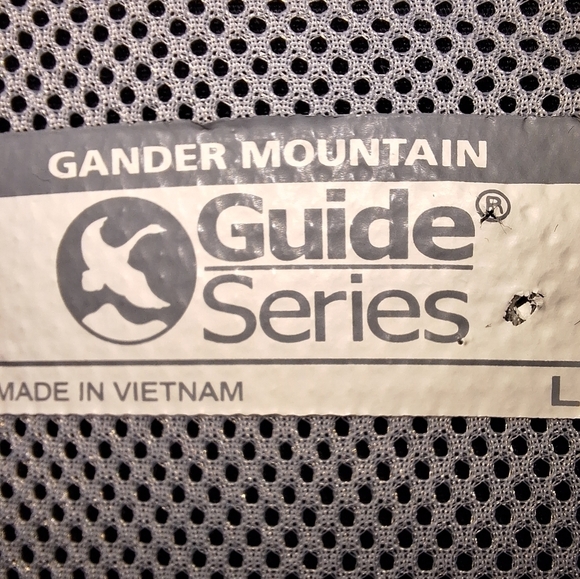 GANDER MOUNTAIN
Guide®
Series
MADE IN VIETNAM L